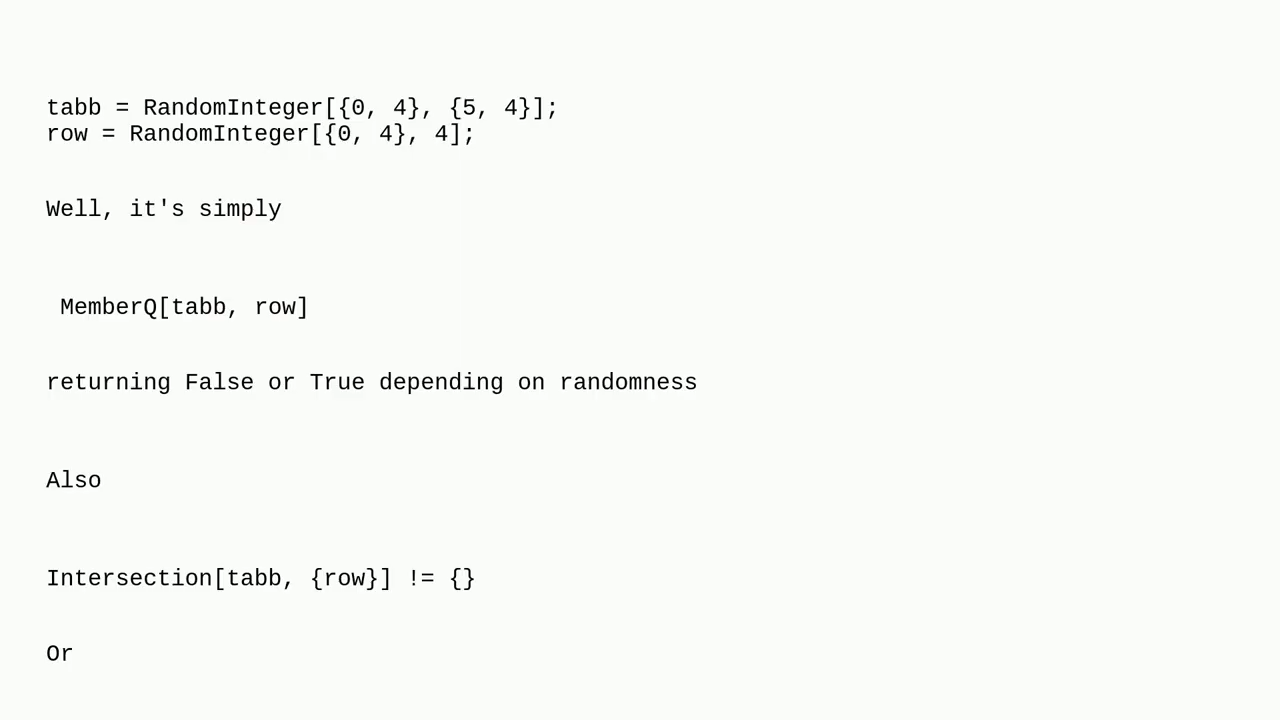 tabb = RandomInteger[{0, 4}, {5, 4}];
row = RandomInteger[{0, 4}, 4];
Well, it's simply
MemberQ[tabb, row]
returning False or True depending on randomness
Also
Intersection[tabb, {row}] != {}
Or